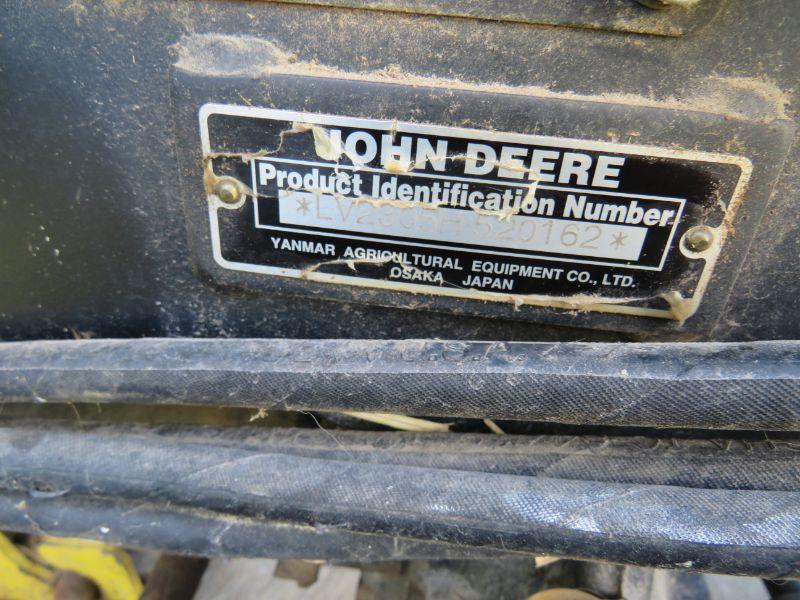 JOHN DEERE
Product Identification Number
*LV2305H520162*
YANMAR AGRICULTURAL EQUIPMENT CO., LTD.
OSAKA JAPAN